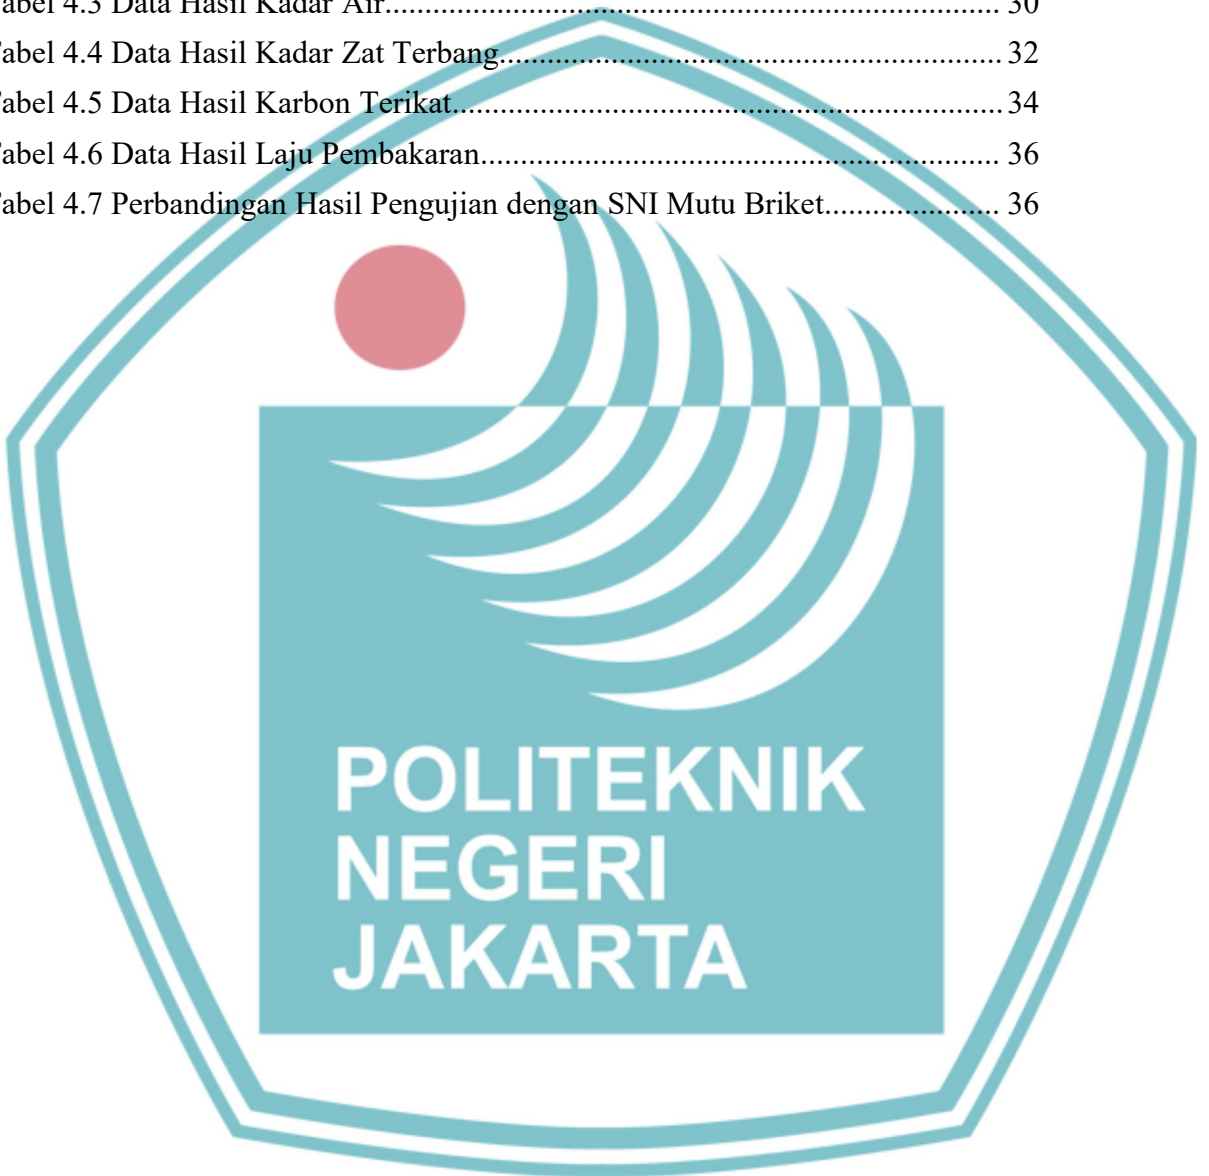 Tabel 4.3 Data Hasil Kadar Air.................................................................................. 30
Tabel 4.4 Data Hasil Kadar Zat Terbang.................................................................. 32
Tabel 4.5 Data Hasil Karbon Terikat........................................................................ 34
Tabel 4.6 Data Hasil Laju Pembakaran.................................................................... 36
Tabel 4.7 Perbandingan Hasil Pengujian dengan SNI Mutu Briket...................... 36
POLITEKNIK
NEGERI
JAKARTA